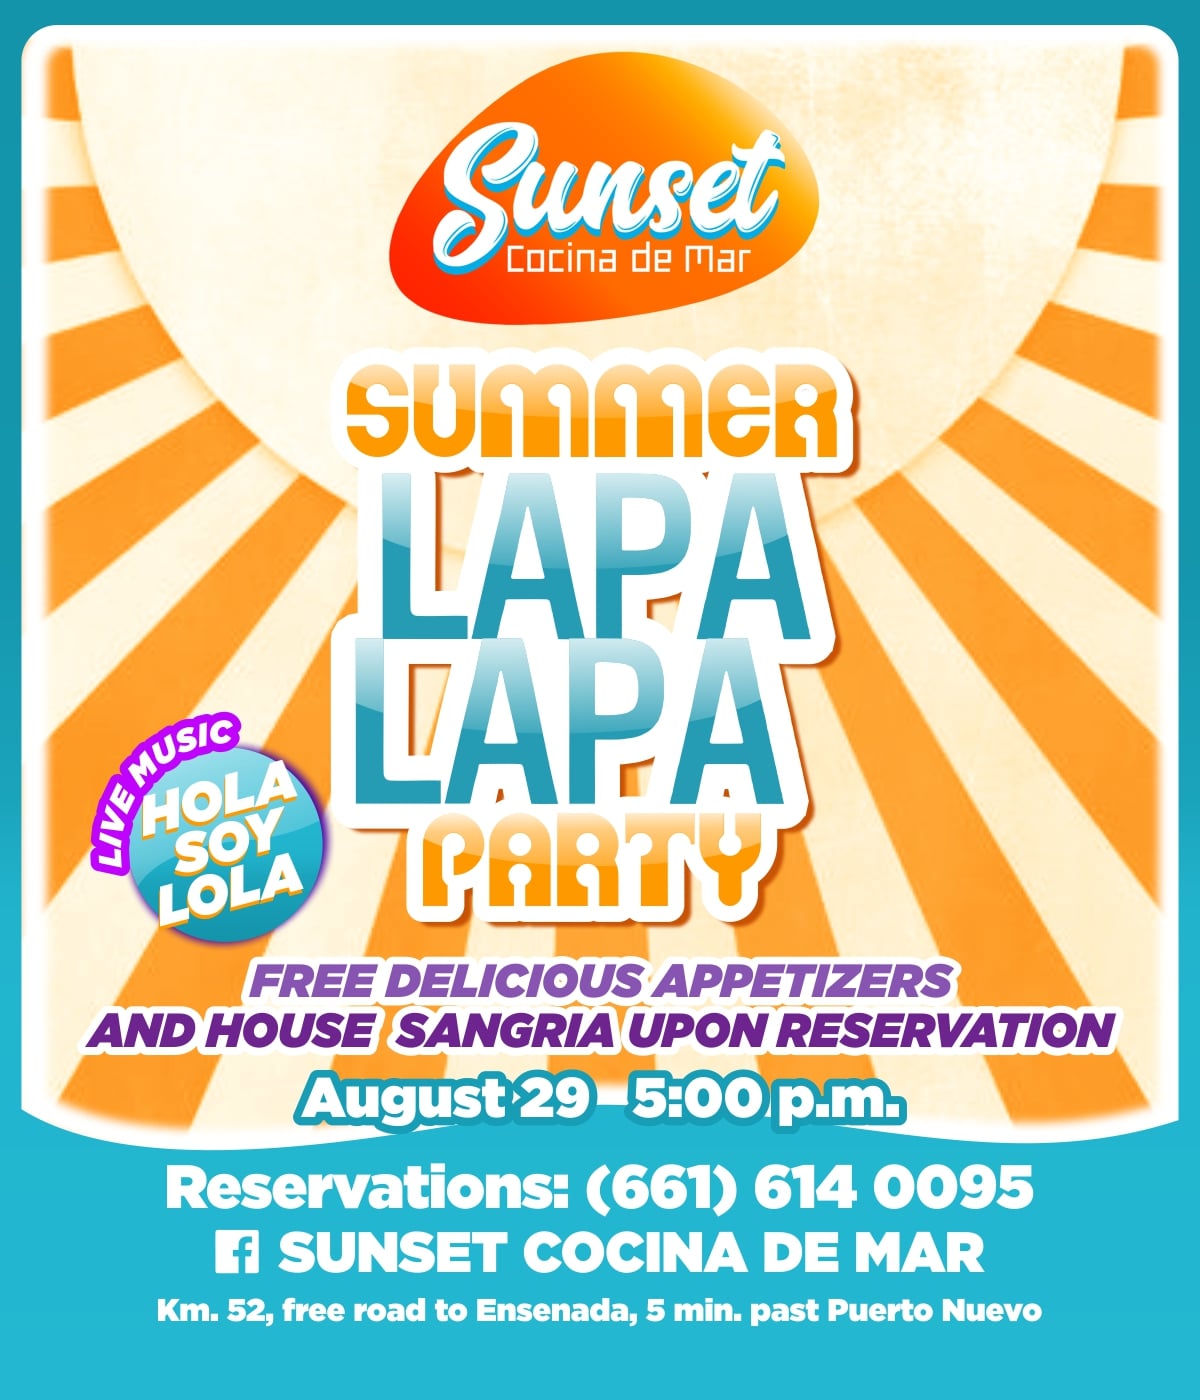 Sunset
Cocina de Mar
SUMMER
LAPA
LAPA
PARTY
LIVE MUSIC
HOLA
SOY
LOLA
FREE DELICIOUS APPETIZERS
AND HOUSE SANGRIA UPON RESERVATION
August 29 5:00 p.m.
Reservations: (661) 614 0095
SUNSET COCINA DE MAR
Km. 52, free road to Ensenada, 5 min. past Puerto Nuevo